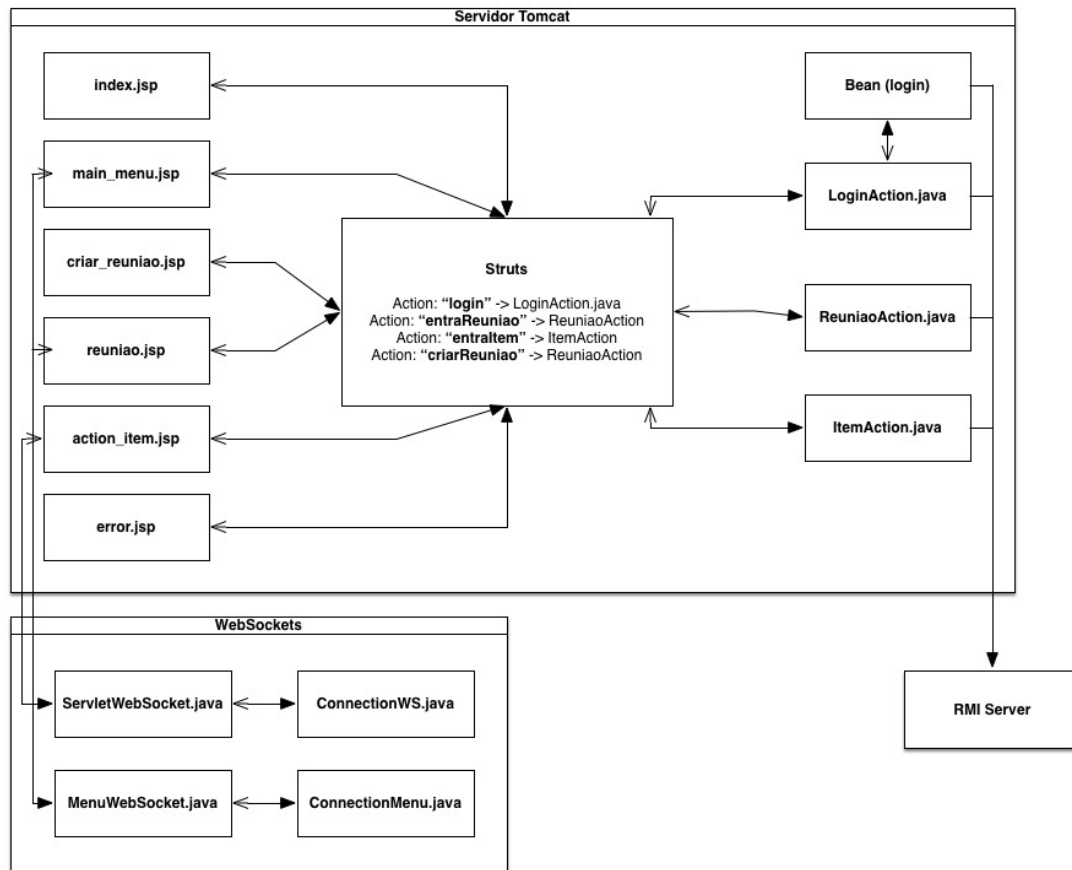 Servidor Tomcat
index.jsp
main_menu.jsp
criar_reuniao.jsp
reuniao.jsp
action_item.jsp
error.jsp
Struts
Action: “login” -> LoginAction.java
Action: “entraReuniao” -> ReuniaoAction
Action: “entraItem” -> ItemAction
Action: “criarReuniao” -> ReuniaoAction
Bean (login)
LoginAction.java
ReuniaoAction.java
ItemAction.java
WebSockets
ServletWebSocket.java
ConnectionWS.java
MenuWebSocket.java
ConnectionMenu.java
RMI Server